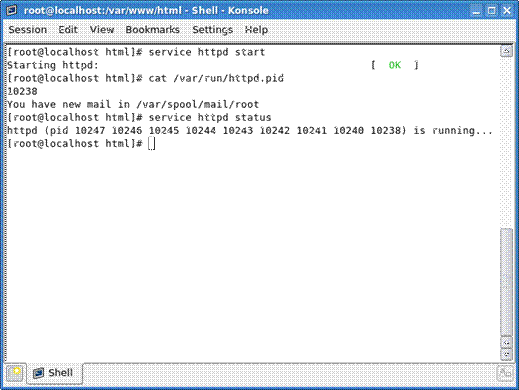 root@localhost:/var/www/html - Shell - Konsole
Session Edit View Bookmarks Settings Help
[root@localhost html]# service httpd start
Starting httpd: [ OK ]
[root@localhost html]# cat /var/run/httpd.pid
10238
You have new mail in /var/spool/mail/root
[root@localhost html]# service httpd status
httpd (pid 10247 10246 10245 10244 10243 10242 10241 10240 10238) is running...
[root@localhost html]#
Shell